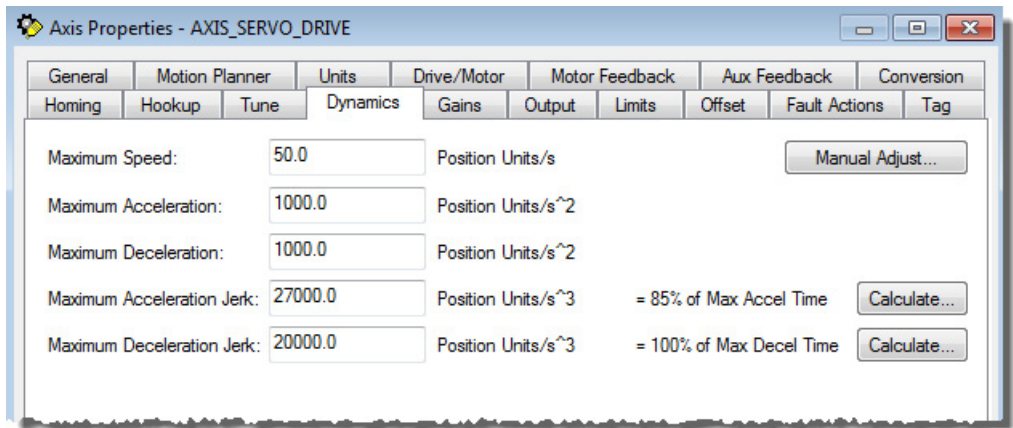 Axis Properties - AXIS_SERVO_DRIVE
General Motion Planner Units Drive/Motor Motor Feedback Aux Feedback Conversion
Homing Hookup Tune Dynamics Gains Output Limits Offset Fault Actions Tag
Maximum Speed: 50.0 Position Units/s Manual Adjust...
Maximum Acceleration: 1000.0 Position Units/s^2
Maximum Deceleration: 1000.0 Position Units/s^2
Maximum Acceleration Jerk: 27000.0 Position Units/s^3 = 85% of Max Accel Time Calculate...
Maximum Deceleration Jerk: 20000.0 Position Units/s^3 = 100% of Max Decel Time Calculate...